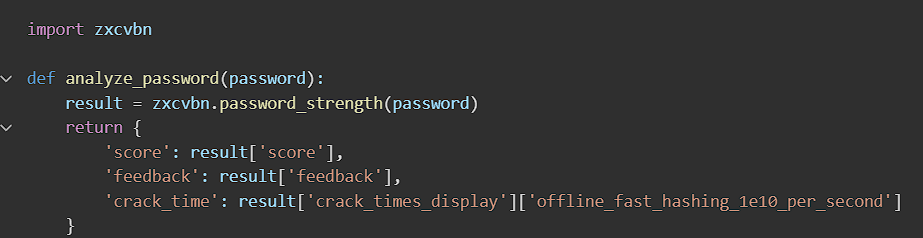 import zxcvbn
def analyze_password(password):
    result = zxcvbn.password_strength(password)
    return {
        'score': result['score'],
        'feedback': result['feedback'],
        'crack_time': result['crack_times_display']['offline_fast_hashing_1e10_per_second']
    }